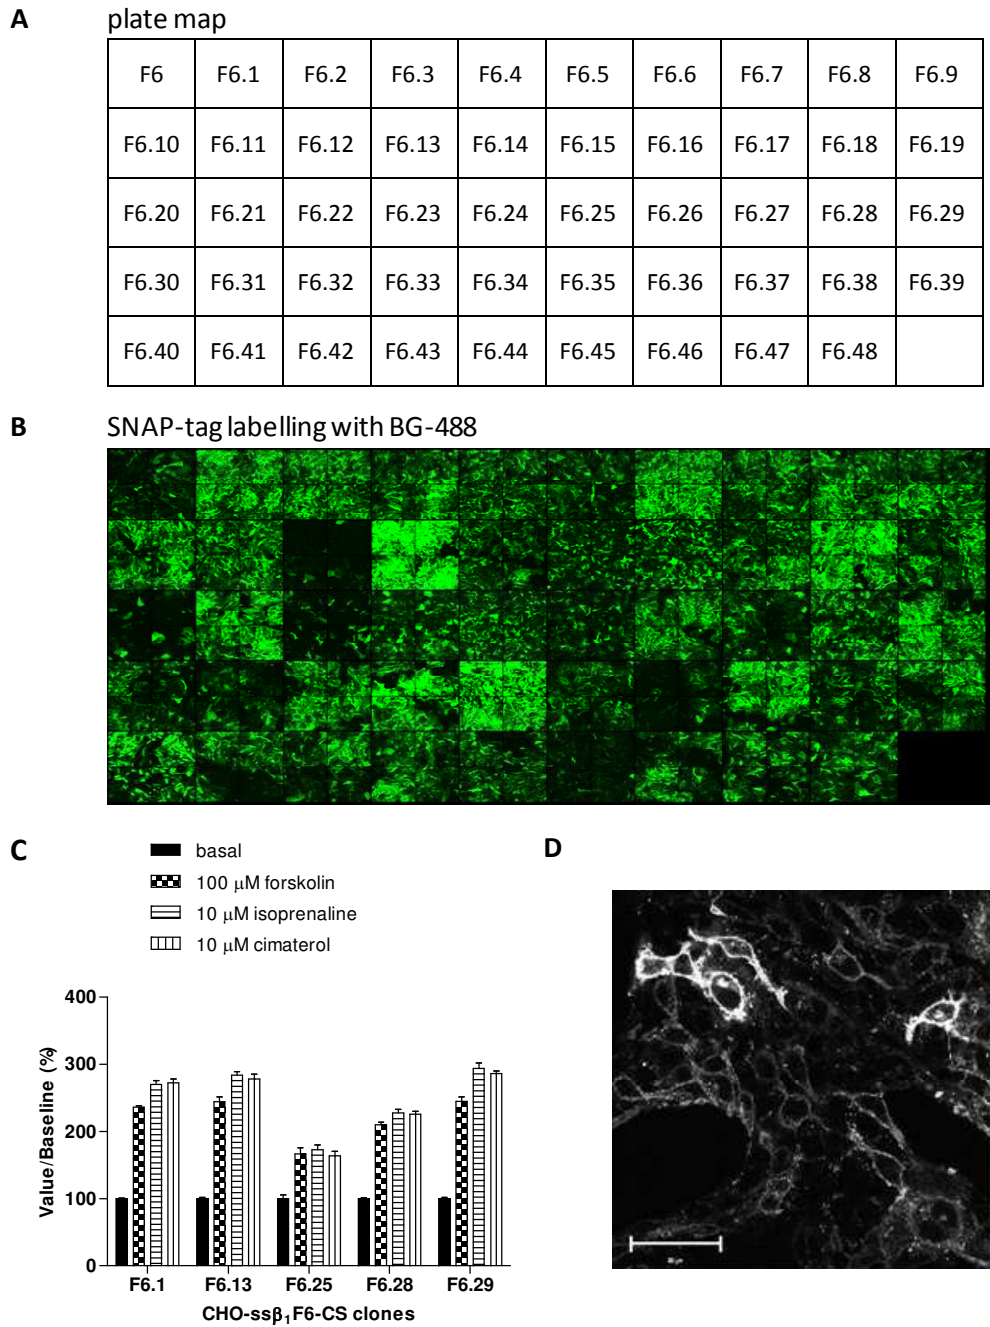 A
plate map
F6 F6.1 F6.2 F6.3 F6.4 F6.5 F6.6 F6.7 F6.8 F6.9
F6.10 F6.11 F6.12 F6.13 F6.14 F6.15 F6.16 F6.17 F6.18 F6.19
F6.20 F6.21 F6.22 F6.23 F6.24 F6.25 F6.26 F6.27 F6.28 F6.29
F6.30 F6.31 F6.32 F6.33 F6.34 F6.35 F6.36 F6.37 F6.38 F6.39
F6.40 F6.41 F6.42 F6.43 F6.44 F6.45 F6.46 F6.47 F6.48
B
SNAP-tag labelling with BG-488
C
basal
100 μM forskolin
10 μM isoprenaline
10 μM cimaterol
Value/Baseline (%)
400
300
200
100
0
F6.1 F6.13 F6.25 F6.28 F6.29
CHO-ssβ₁F6-CS clones
D